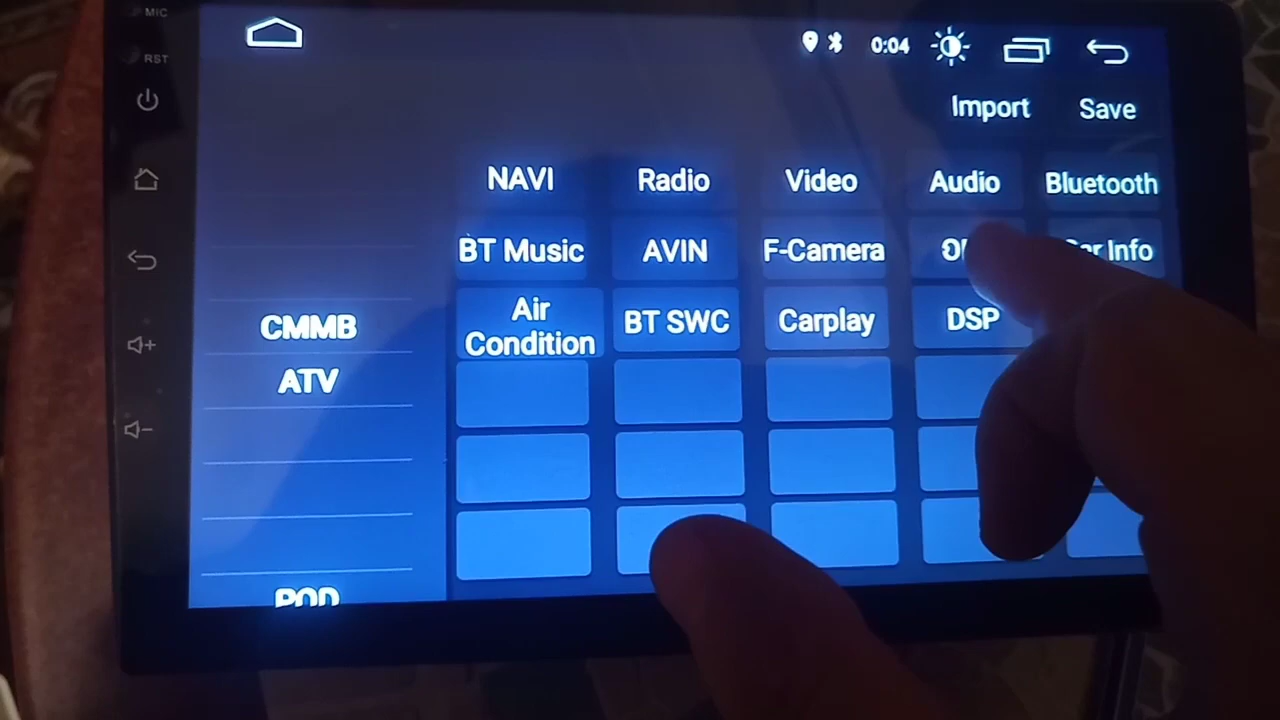 MIC
RST
0:04
Import Save
NAVI Radio Video Audio Bluetooth
BT Music AVIN F-Camera Info
Air
Condition BT SWC Carplay DSP
CMMB
ATV